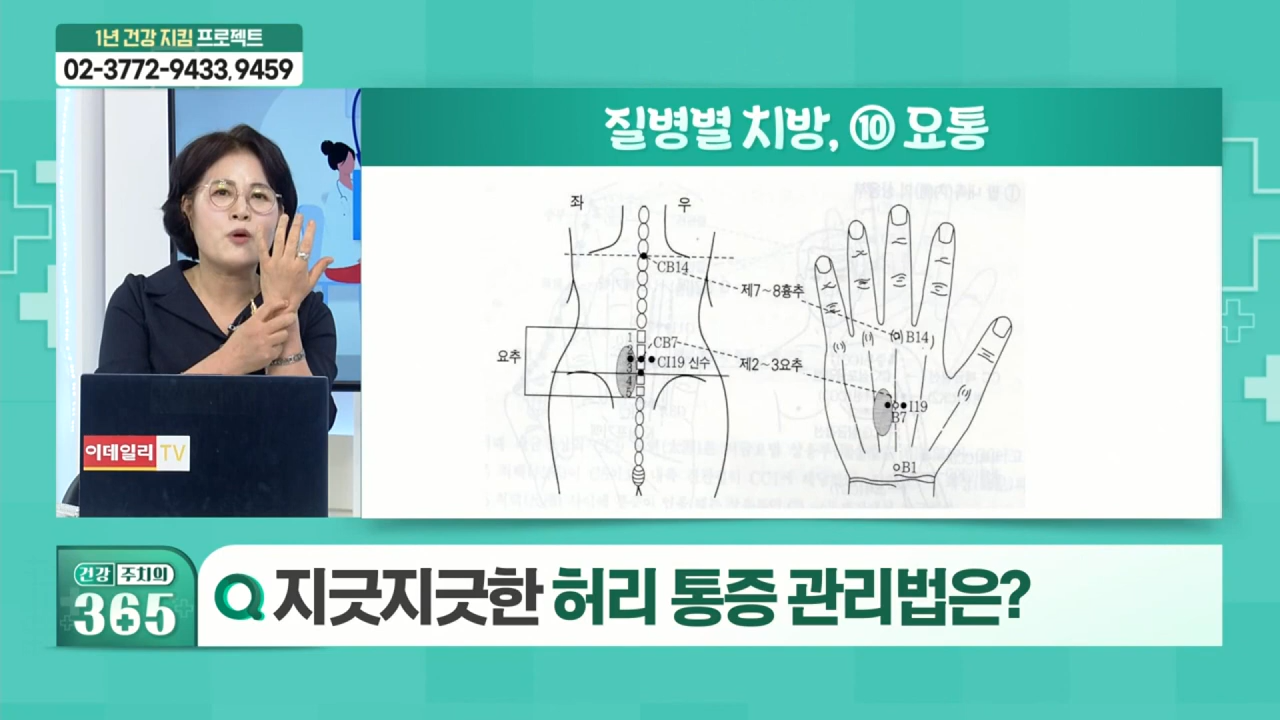 1년 건강 지킴 프로젝트
02-3772-9433, 9459
질병별 치방, ⑩ 요통
좌 우
CB14
제7~8흉추
B14
요추
1
2
3
4
5
CB7
CI19 신수
제2~3요추
I19
B7
B1
이데일리 TV
건강 주치의
365
Q 지긋지긋한 허리 통증 관리법은?